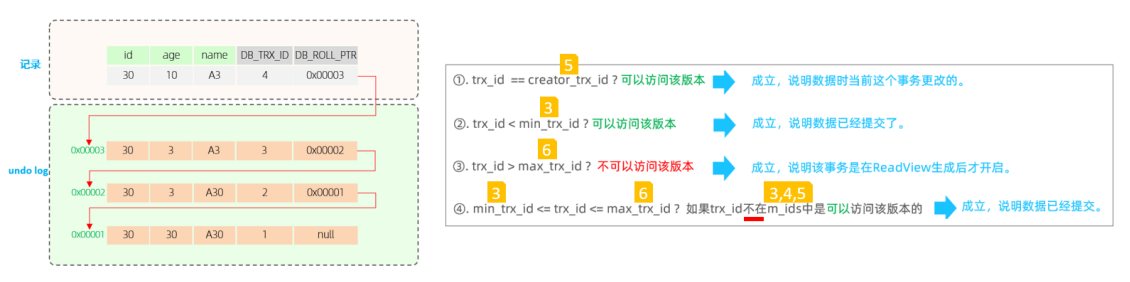 记录
id age name DB_TRX_ID DB_ROLL_PTR
30 10 A3 4 0x00003
undo log
0x00003 30 3 A3 3 0x00002
0x00002 30 3 A30 2 0x00001
0x00001 30 30 A30 1 null
5
①. trx_id == creator_trx_id ? 可以访问该版本 成立，说明数据时当前这个事务更改的。
3
②. trx_id < min_trx_id ? 可以访问该版本 成立，说明数据已经提交了。
6
③. trx_id > max_trx_id ? 不可以访问该版本 成立，说明该事务是在ReadView生成后才开启。
3 6 3,4,5
④. min_trx_id <= trx_id <= max_trx_id ? 如果trx_id不在m_ids中是可以访问该版本的 成立，说明数据已经提交。